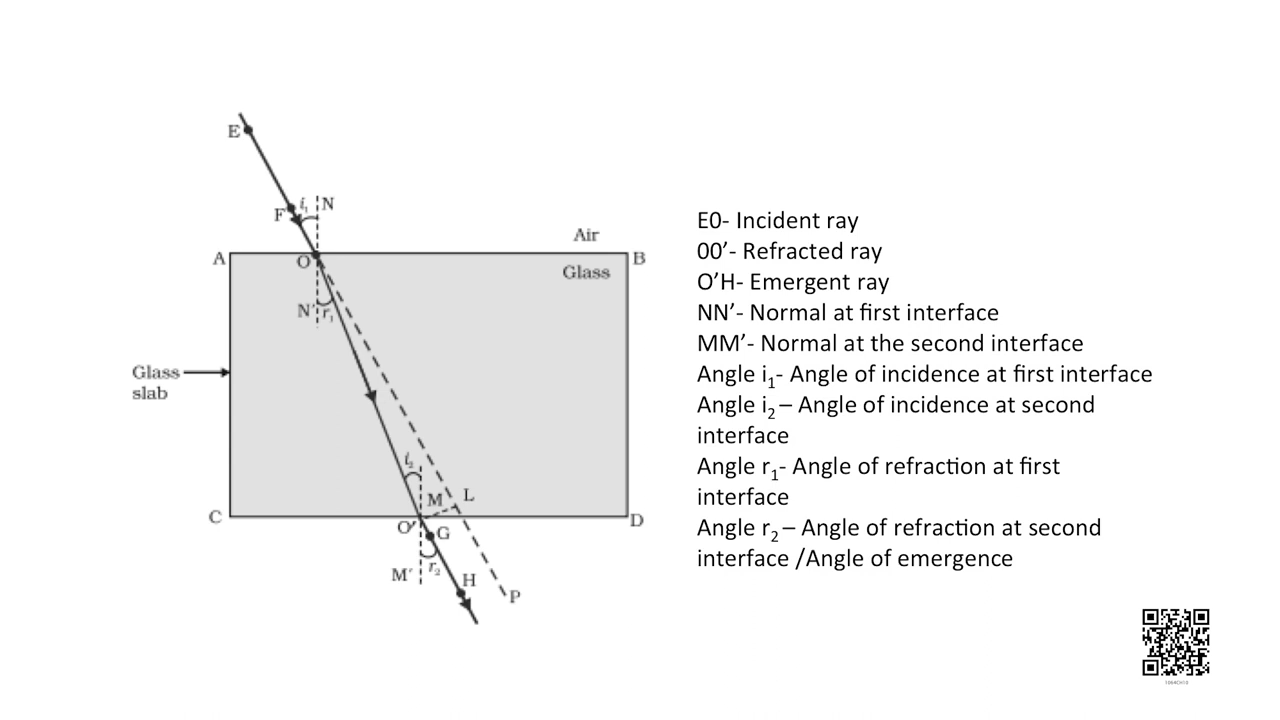 E
F
i₁
N
Air
A
O
B
Glass
N′
r₁
Glass
slab
i₂
M
L
C
O′
G
D
M′
r₂
H
P
E0- Incident ray
00’- Refracted ray
O’H- Emergent ray
NN’- Normal at first interface
MM’- Normal at the second interface
Angle i₁- Angle of incidence at first interface
Angle i₂ – Angle of incidence at second
interface
Angle r₁- Angle of refraction at first
interface
Angle r₂ – Angle of refraction at second
interface /Angle of emergence